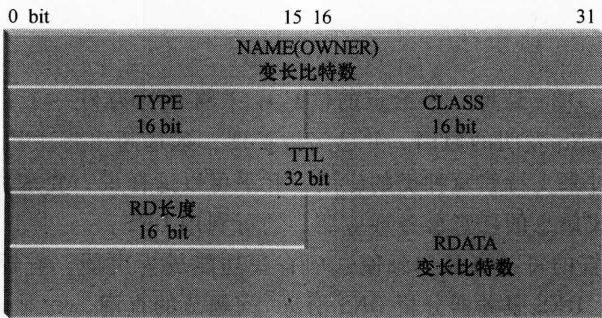 0 bit 15 16 31
NAME(OWNER)
变长比特数
TYPE CLASS
16 bit 16 bit
TTL
32 bit
RD长度
16 bit
RDATA
变长比特数